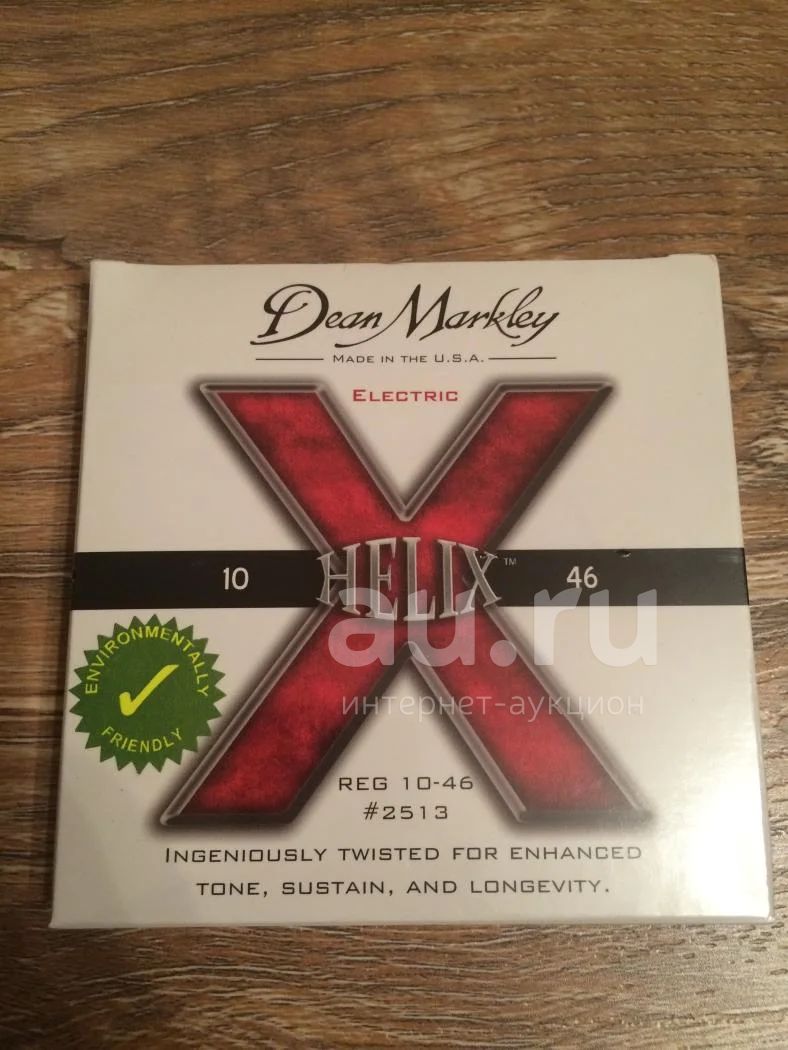 Dean Markley
MADE IN THE U.S.A.
ELECTRIC
10 HELIX™ 46
X
ENVIRONMENTALLY
FRIENDLY
au.ru
интернет-аукцион
REG 10-46
#2513
INGENIOUSLY TWISTED FOR ENHANCED
TONE, SUSTAIN, AND LONGEVITY.